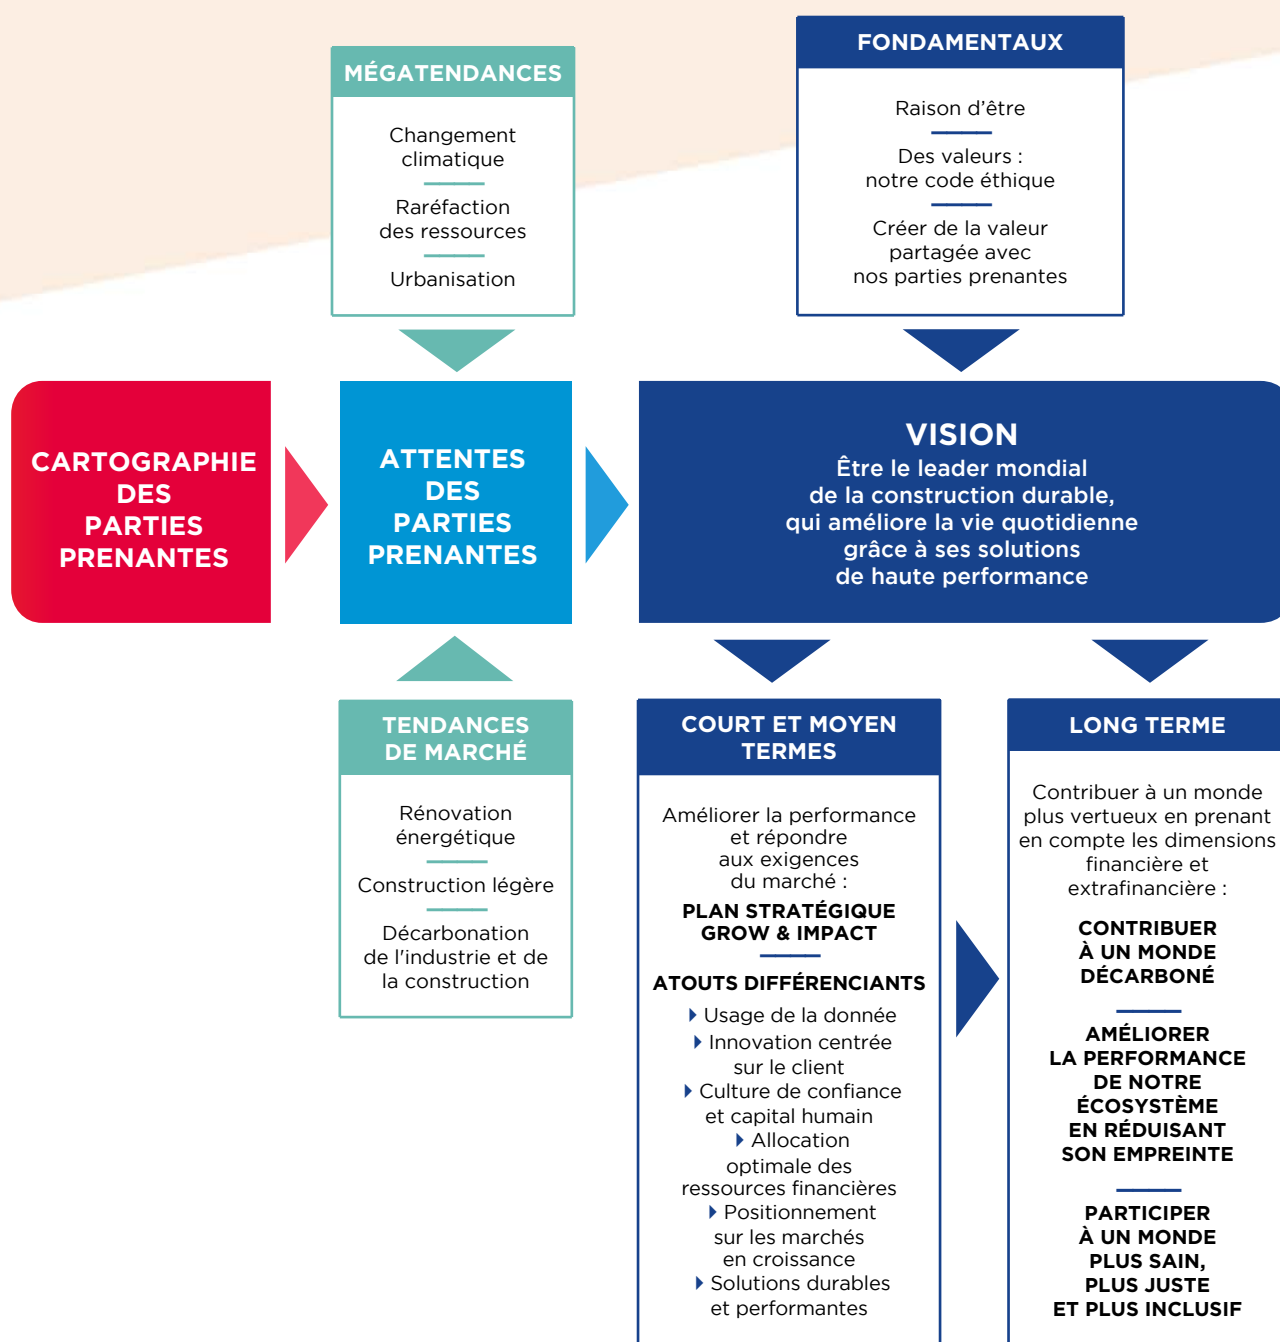 MÉGATENDANCES
Changement
climatique
Raréfaction
des ressources
Urbanisation
FONDAMENTAUX
Raison d’être
Des valeurs :
notre code éthique
Créer de la valeur
partagée avec
nos parties prenantes
CARTOGRAPHIE
DES
PARTIES
PRENANTES
ATTENTES
DES
PARTIES
PRENANTES
VISION
Être le leader mondial
de la construction durable,
qui améliore la vie quotidienne
grâce à ses solutions
de haute performance
TENDANCES
DE MARCHÉ
Rénovation
énergétique
Construction légère
Décarbonation
de l'industrie et de
la construction
COURT ET MOYEN
TERMES
Améliorer la performance
et répondre
aux exigences
du marché :
PLAN STRATÉGIQUE
GROW & IMPACT
ATOUTS DIFFÉRENCIANTS
Usage de la donnée
Innovation centrée
sur le client
Culture de confiance
et capital humain
Allocation
optimale des
ressources financières
Positionnement
sur les marchés
en croissance
Solutions durables
et performantes
LONG TERME
Contribuer à un monde
plus vertueux en prenant
en compte les dimensions
financière et
extrafinancière :
CONTRIBUER
À UN MONDE
DÉCARBONÉ
AMÉLIORER
LA PERFORMANCE
DE NOTRE
ÉCOSYSTÈME
EN RÉDUISANT
SON EMPREINTE
PARTICIPER
À UN MONDE
PLUS SAIN,
PLUS JUSTE
ET PLUS INCLUSIF